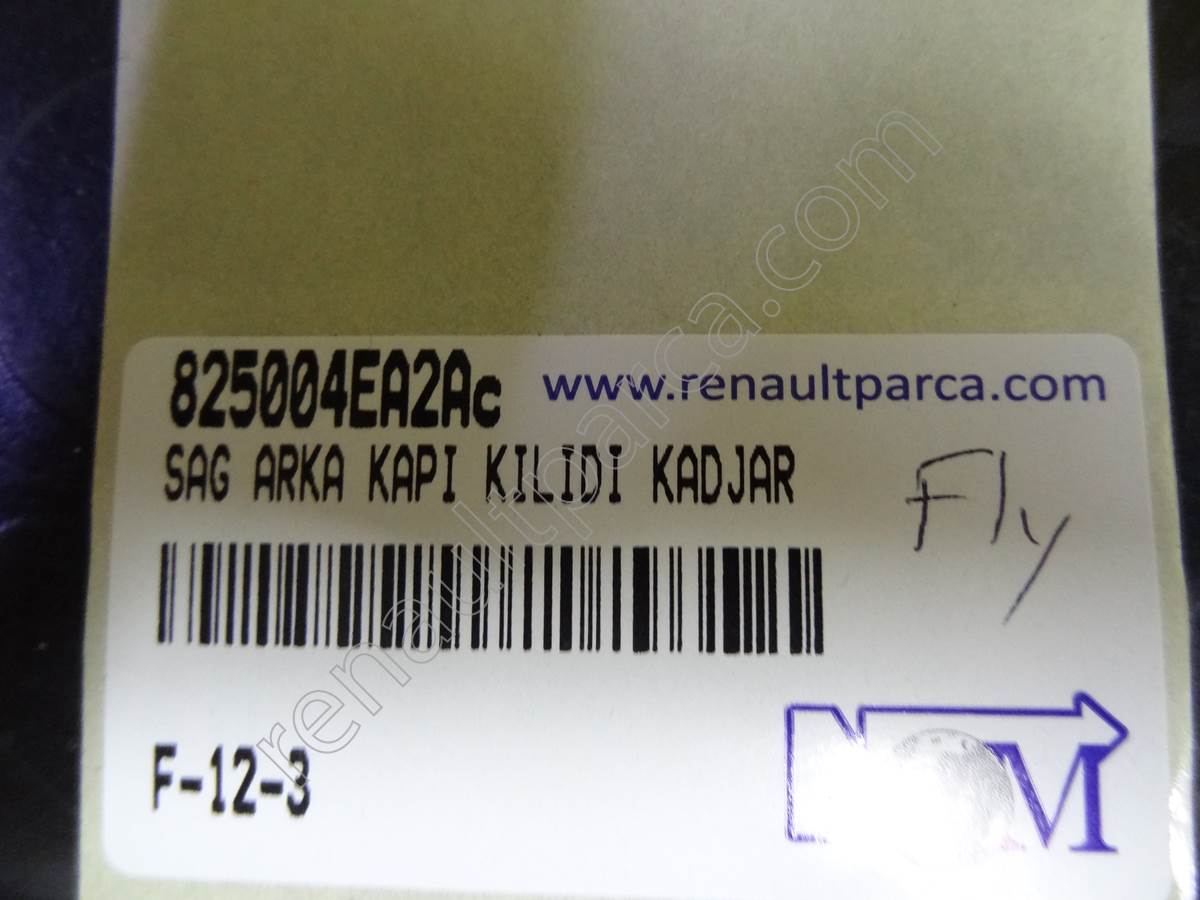 825004EA2Ac www.renaultparca.com
SAG ARKA KAPI KILIDI KADJAR
Fly
F-12-3
M
renaultparca.com